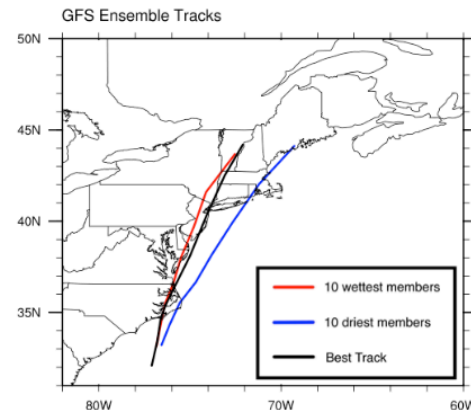 GFS Ensemble Tracks
50N
45N
40N
35N
10 wettest members
10 driest members
Best Track
80W
70W
60W